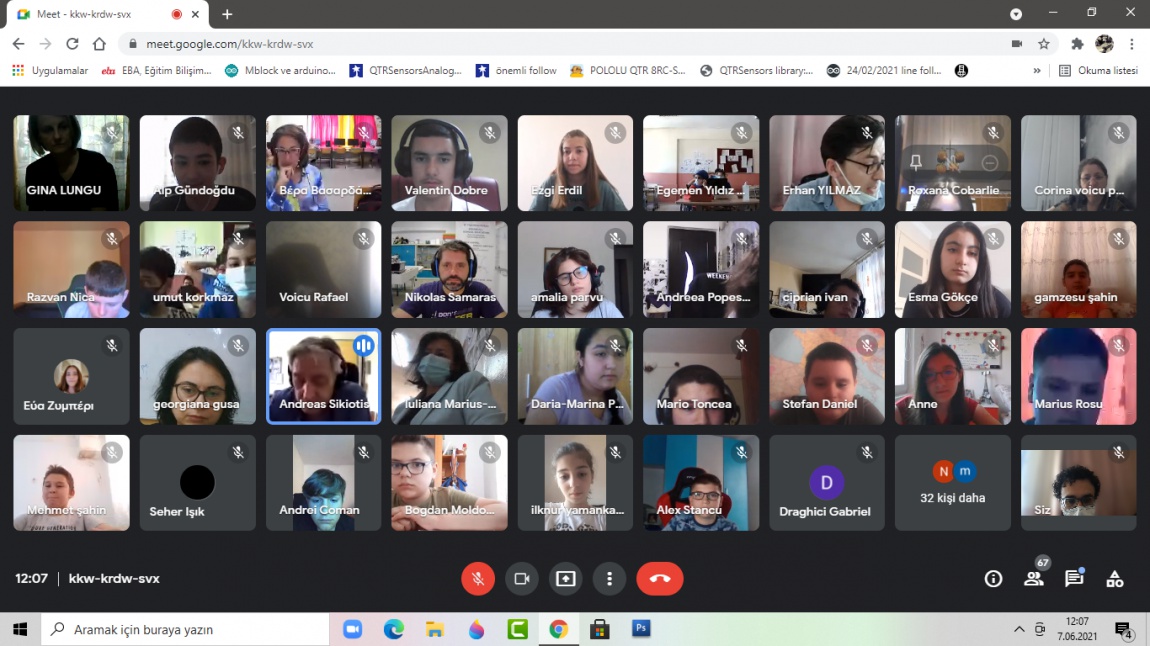 Meet - kkw-krdw-svx
meet.google.com/kkw-krdw-svx
Uygulamalar
eba EBA, Eğitim Bilişim...
Mblock ve arduino...
QTRSensorsAnalog...
önemli follow
POLOLU QTR 8RC-S...
QTRSensors library:...
24/02/2021 line foll...
»
Okuma listesi
GINA LUNGU
Alp Gündoğdu
Βέρα Βασαρδά...
Valentin Dobre
Ezgi Erdil
Egemen Yıldız ...
Erhan YILMAZ
Roxana Cobarlie
Corina voicu p...
Razvan Nica
umut korkmaz
Voicu Rafael
Nikolas Samaras
amalia parvu
Andreea Popes...
WEEKEN
ciprian ivan
Esma Gökçe
gamzesu şahin
Εύα Ζυμπέρι
georgiana gusa
Andreas Sikiotis
Iuliana Marius-...
Daria-Marina P...
Mario Toncea
Stefan Daniel
Anne
Marius Rosu
Mehmet şahin
Seher Işık
Andrei Coman
Bogdan Moldo...
ilknur yamanka...
Alex Stancu
D
Draghici Gabriel
N m
32 kişi daha
Siz
12:07 | kkw-krdw-svx
67
Aramak için buraya yazın
Ps
12:07
7.06.2021
4